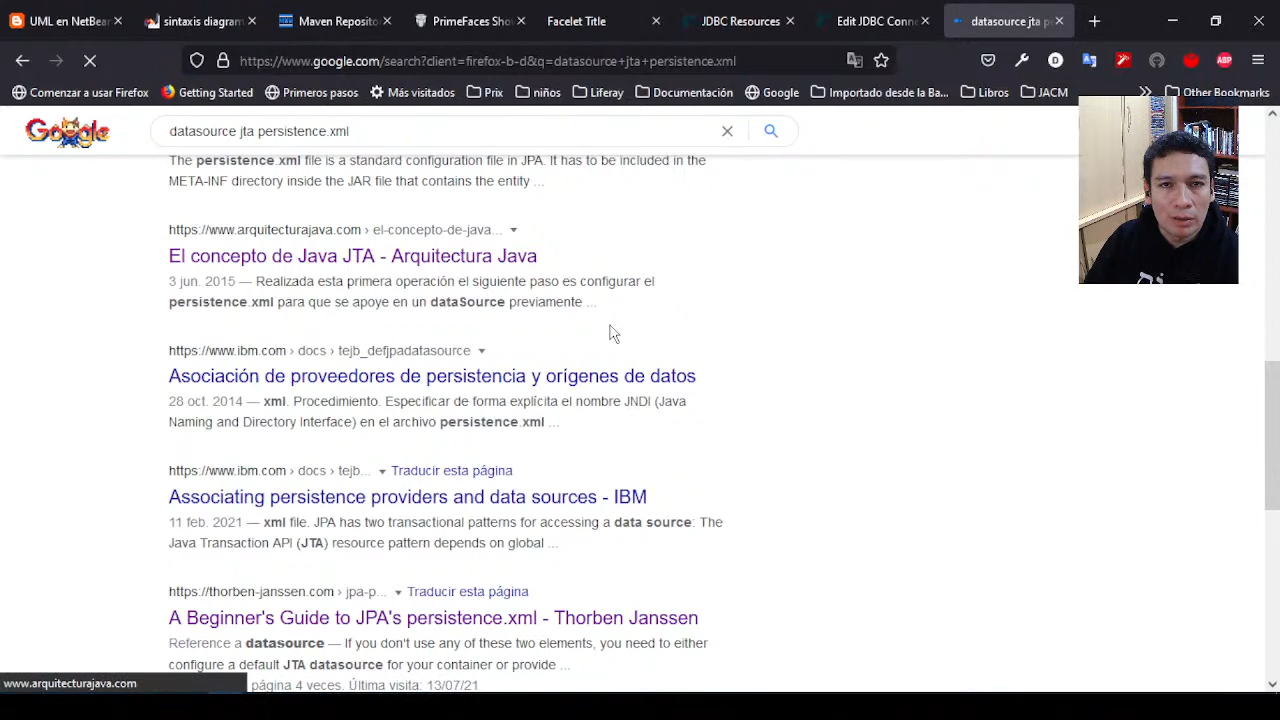 UML en NetBea
sintaxis diagram
Maven Reposito
PrimeFaces Sho
Facelet Title
JDBC Resources
Edit JDBC Conn
datasource jta p
https://www.google.com/search?client=firefox-b-d&q=datasource+jta+persistence.xml
D
ABP
Comenzar a usar Firefox
Getting Started
Primeros pasos
Más visitados
Prix
niños
Liferay
Documentación
Google
Importado desde la Ba...
Libros
JACM
Other Bookmarks
Google
datasource jta persistence.xml
The persistence.xml file is a standard configuration file in JPA. It has to be included in the
META-INF directory inside the JAR file that contains the entity ...
https://www.arquitecturajava.com › el-concepto-de-java...
El concepto de Java JTA - Arquitectura Java
3 jun. 2015 — Realizada esta primera operación el siguiente paso es configurar el
persistence.xml para que se apoye en un dataSource previamente ...
https://www.ibm.com › docs › tejb_defjpadatasource
Asociación de proveedores de persistencia y orígenes de datos
28 oct. 2014 — xml. Procedimiento. Especificar de forma explícita el nombre JNDI (Java
Naming and Directory Interface) en el archivo persistence.xml ...
https://www.ibm.com › docs › tejb... Traducir esta página
Associating persistence providers and data sources - IBM
11 feb. 2021 — xml file. JPA has two transactional patterns for accessing a data source: The
Java Transaction API (JTA) resource pattern depends on global ...
https://thorben-janssen.com › jpa-p... Traducir esta página
A Beginner's Guide to JPA's persistence.xml - Thorben Janssen
Reference a datasource — If you don't use any of these two elements, you need to either
configure a default JTA datasource for your container or provide ...
página 4 veces. Última visita: 13/07/21
www.arquitecturajava.com